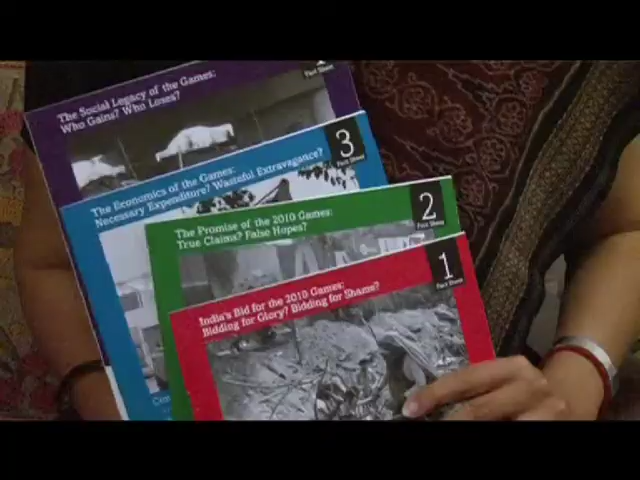 The Social Legacy of the Games:
Who Gains? Who Loses?
Fact Sheet
The Economics of the Games:
Necessary Expenditure? Wasteful Extravagance?
3
Fact Sheet
The Promise of the 2010 Games:
True Claims? False Hopes?
2
Fact Sheet
India's Bid for the 2010 Games:
Bidding for Glory? Bidding for Shame?
1
Fact Sheet